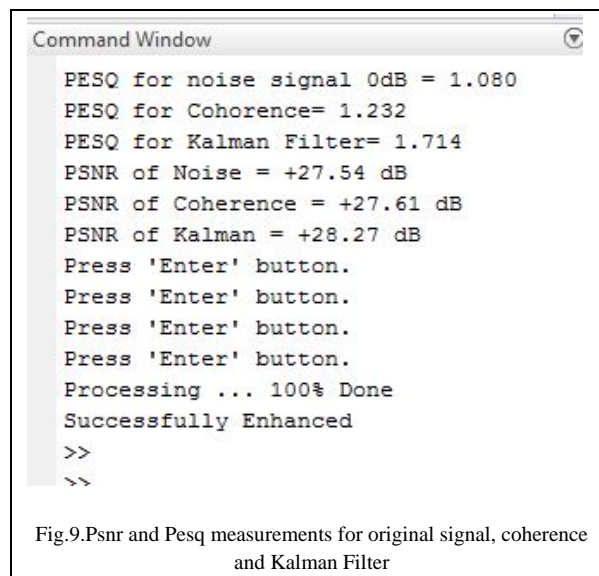 Command Window
PESQ for noise signal 0dB = 1.080
PESQ for Cohorence= 1.232
PESQ for Kalman Filter= 1.714
PSNR of Noise = +27.54 dB
PSNR of Coherence = +27.61 dB
PSNR of Kalman = +28.27 dB
Press 'Enter' button.
Press 'Enter' button.
Press 'Enter' button.
Press 'Enter' button.
Processing ... 100% Done
Successfully Enhanced
>>
>>
Fig.9.Psnr and Pesq measurements for original signal, coherence
and Kalman Filter